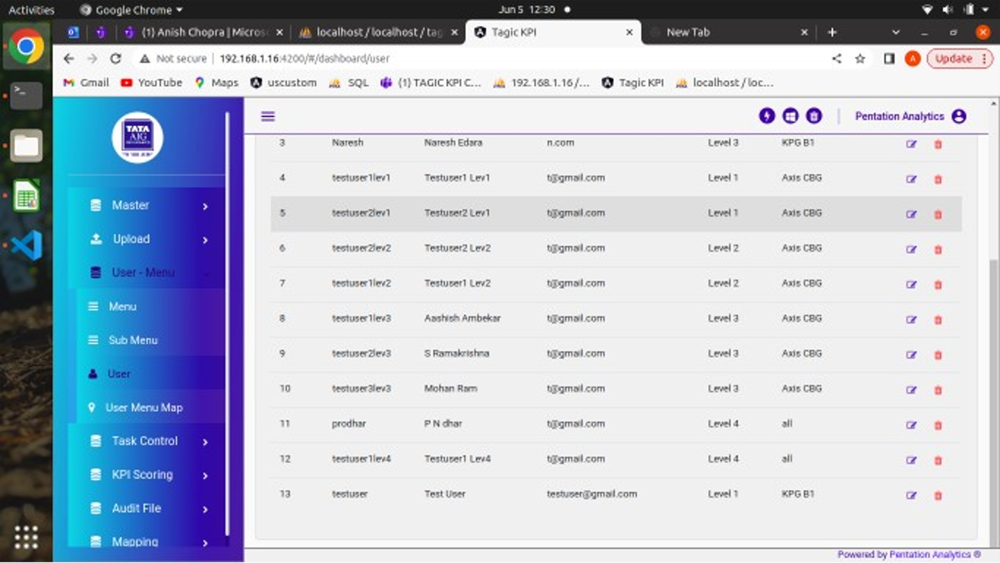 Activities Google Chrome Jun 5 12:30
(1) Anish Chopra | Micros localhost / localhost / tag Tagic KPI New Tab
Not secure 192.168.1.16:4200/#/dashboard/user A Update
Gmail YouTube Maps uscustom SQL (1) TAGIC KPI C... 192.168.1.16 /... Tagic KPI localhost / loc...
TATA
AIG
INSURANCE
Pentation Analytics
Master
Upload
User - Menu
Menu
Sub Menu
User
User Menu Map
Task Control
KPI Scoring
Audit File
Mapping
3 Naresh Naresh Edara n.com Level 3 KPG B1
4 testuser1lev1 Testuser1 Lev1 t@gmail.com Level 1 Axis CBG
5 testuser2lev1 Testuser2 Lev1 t@gmail.com Level 1 Axis CBG
6 testuser2lev2 Testuser2 Lev2 t@gmail.com Level 2 Axis CBG
7 testuser1lev2 Testuser1 Lev2 t@gmail.com Level 2 Axis CBG
8 testuser1lev3 Aashish Ambekar t@gmail.com Level 3 Axis CBG
9 testuser2lev3 S Ramakrishna t@gmail.com Level 3 Axis CBG
10 testuser3lev3 Mohan Ram t@gmail.com Level 3 Axis CBG
11 prodhar P N dhar t@gmail.com Level 4 all
12 testuser1lev4 Testuser1 Lev4 t@gmail.com Level 4 all
13 testuser Test User testuser@gmail.com Level 1 KPG B1
Powered by Pentation Analytics ®